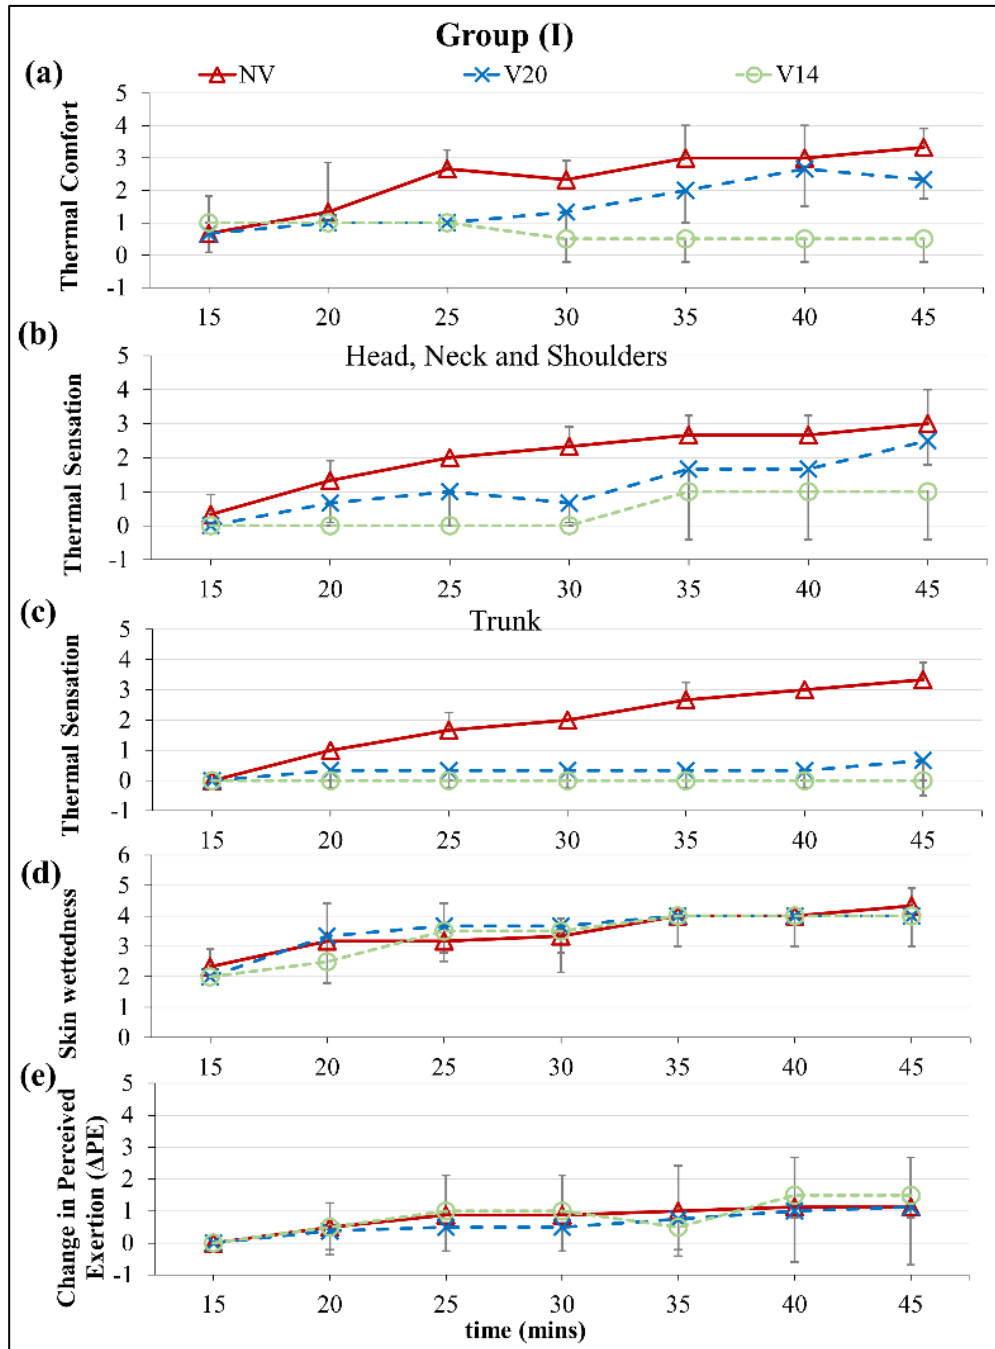 Group (I)
(a)
NV V20 V14
Thermal Comfort
5
4
3
2
1
0
-1
15 20 25 30 35 40 45
(b)
Head, Neck and Shoulders
Thermal Sensation
5
4
3
2
1
0
-1
15 20 25 30 35 40 45
(c)
Trunk
Thermal Sensation
5
4
3
2
1
0
-1
15 20 25 30 35 40 45
(d)
Skin wettedness
6
5
4
3
2
1
0
15 20 25 30 35 40 45
(e)
Change in Perceived
Exertion (ΔPE)
5
4
3
2
1
0
-1
15 20 25 30 35 40 45
time (mins)